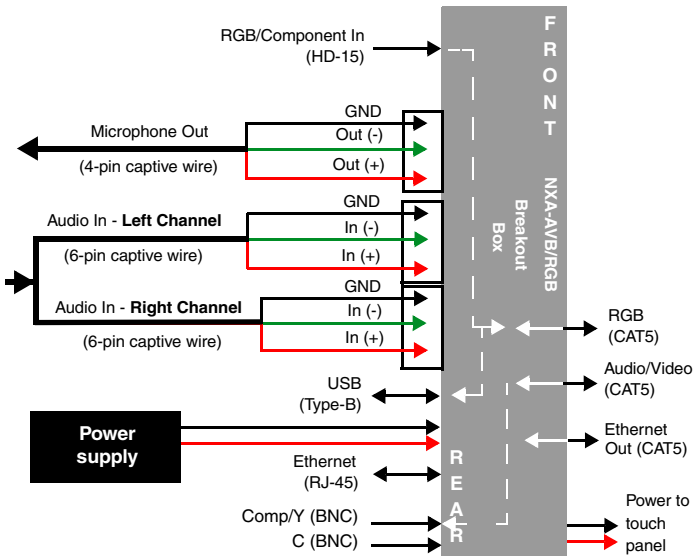 RGB/Component In
(HD-15)
GND
Microphone Out
Out (-)
(4-pin captive wire)
Out (+)
GND
Audio In - Left Channel
In (-)
(6-pin captive wire)
In (+)
GND
Audio In - Right Channel
In (-)
(6-pin captive wire)
In (+)
USB
(Type-B)
Power
supply
Ethernet
(RJ-45)
Comp/Y (BNC)
C (BNC)
REAR
FRONT
NXA-AVB/RGB
Breakout
Box
RGB
(CAT5)
Audio/Video
(CAT5)
Ethernet
Out (CAT5)
Power to
touch
panel